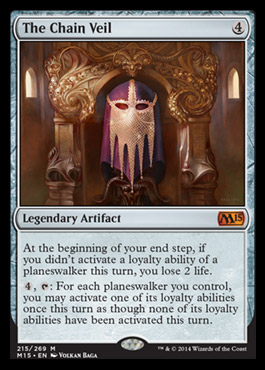 The Chain Veil 4
Legendary Artifact M15
At the beginning of your end step, if
you didn't activate a loyalty ability of a
planeswalker this turn, you lose 2 life.
4, T: For each planeswalker you control,
you may activate one of its loyalty abilities
once this turn as though none of its loyalty
abilities have been activated this turn.
215/269 M
M15 • EN VOLKAN BAGA ™ & © 2014 Wizards of the Coast